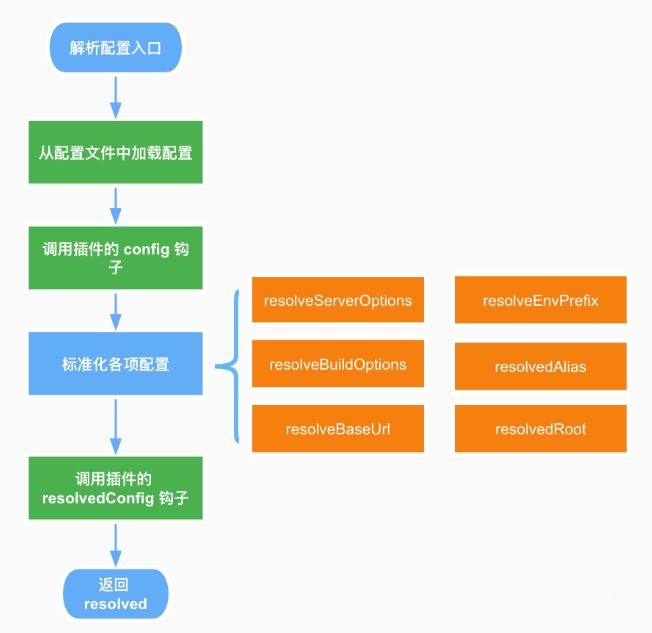 解析配置入口
从配置文件中加载配置
调用插件的 config 钩
子
标准化各项配置
resolveServerOptions
resolveEnvPrefix
resolveBuildOptions
resolvedAlias
resolveBaseUrl
resolvedRoot
调用插件的
resolvedConfig 钩子
返回
resolved